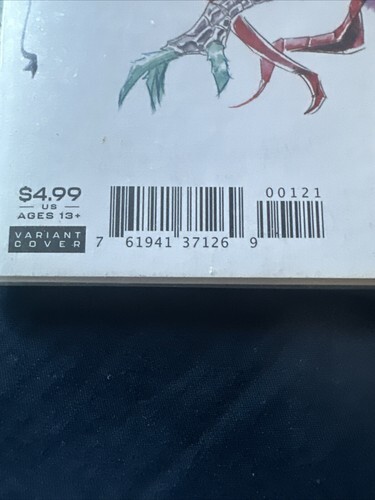 $4.99
US
AGES 13+
VARIANT
COVER
00121
7 61941 37126 9